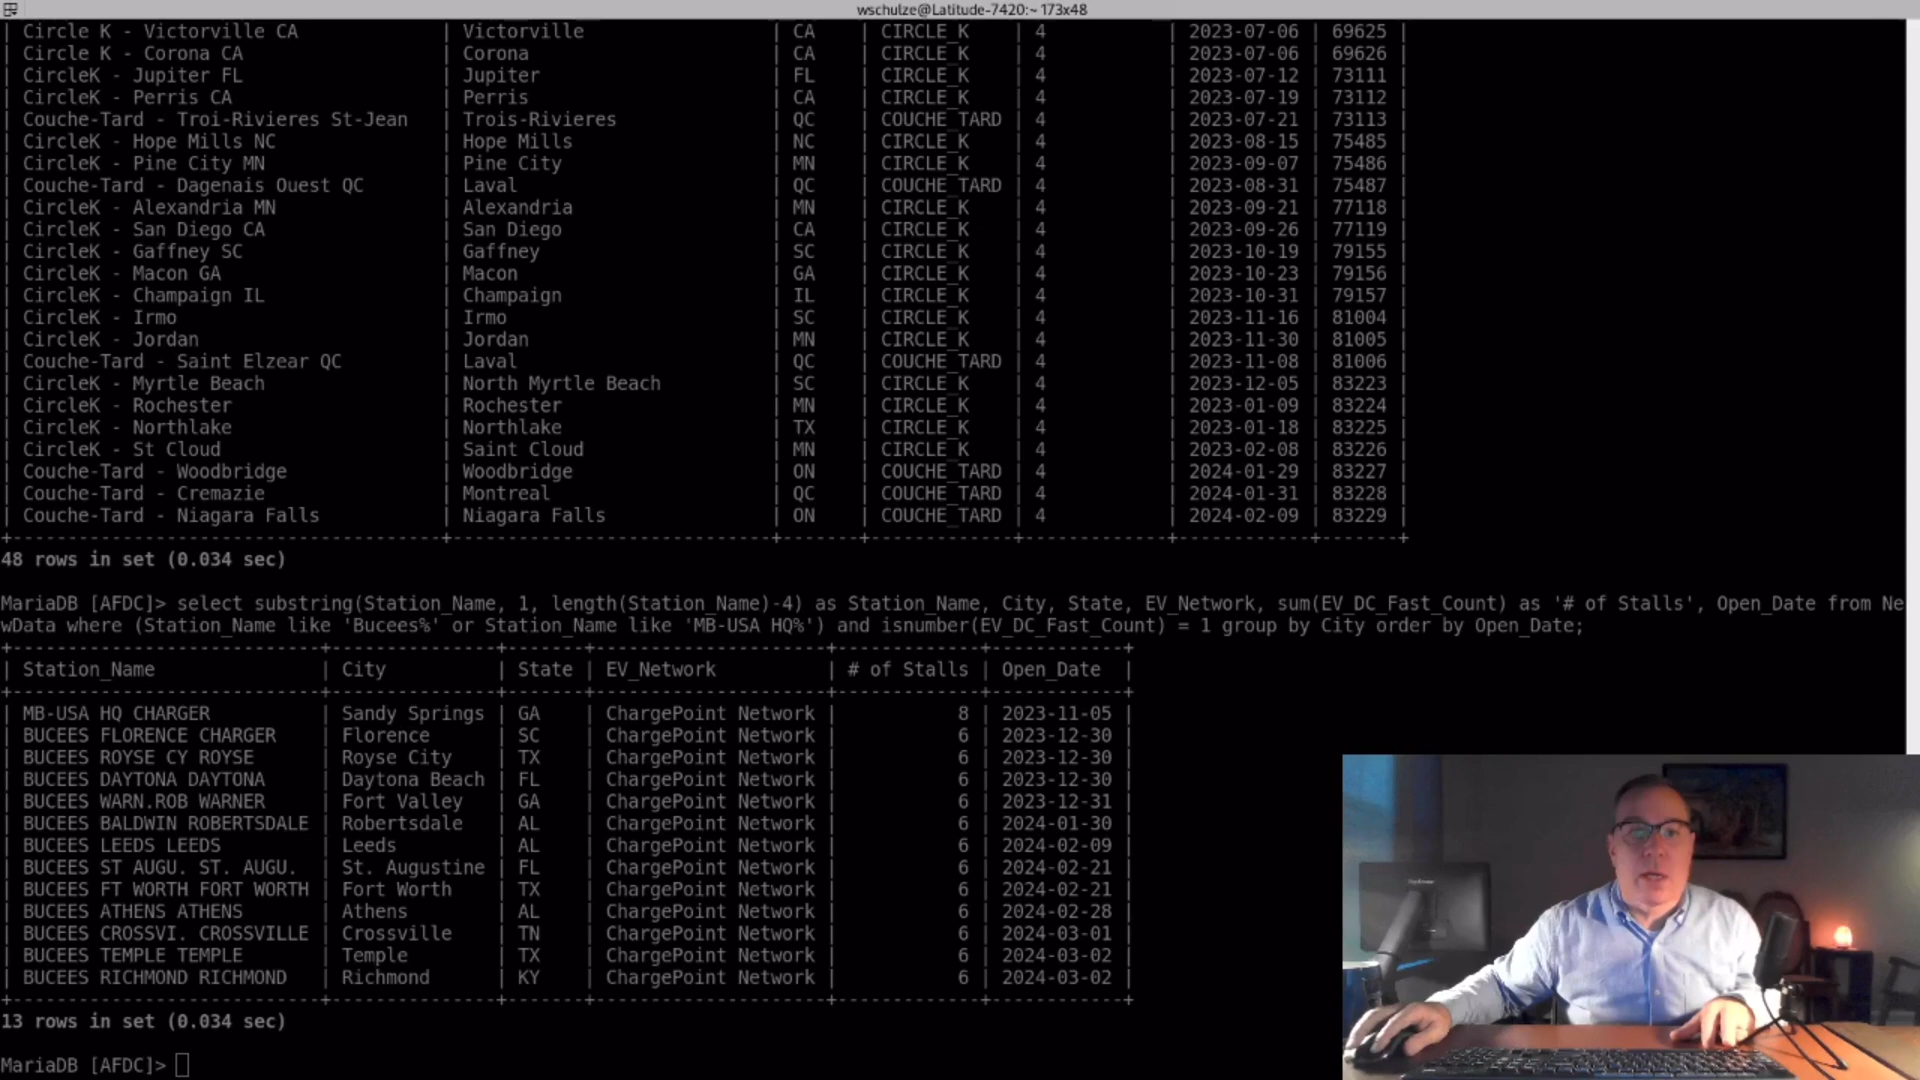 wschulze@Latitude-7420:~ 173x48
| Circle K - Victorville CA | Victorville | CA | CIRCLE_K | 4 | 2023-07-06 | 69625 |
| Circle K - Corona CA | Corona | CA | CIRCLE_K | 4 | 2023-07-06 | 69626 |
| CircleK - Jupiter FL | Jupiter | FL | CIRCLE_K | 4 | 2023-07-12 | 73111 |
| CircleK - Perris CA | Perris | CA | CIRCLE_K | 4 | 2023-07-19 | 73112 |
| Couche-Tard - Troi-Rivieres St-Jean | Trois-Rivieres | QC | COUCHE_TARD | 4 | 2023-07-21 | 73113 |
| CircleK - Hope Mills NC | Hope Mills | NC | CIRCLE_K | 4 | 2023-08-15 | 75485 |
| CircleK - Pine City MN | Pine City | MN | CIRCLE_K | 4 | 2023-09-07 | 75486 |
| Couche-Tard - Dagenais Ouest QC | Laval | QC | COUCHE_TARD | 4 | 2023-08-31 | 75487 |
| CircleK - Alexandria MN | Alexandria | MN | CIRCLE_K | 4 | 2023-09-21 | 77118 |
| CircleK - San Diego CA | San Diego | CA | CIRCLE_K | 4 | 2023-09-26 | 77119 |
| CircleK - Gaffney SC | Gaffney | SC | CIRCLE_K | 4 | 2023-10-19 | 79155 |
| CircleK - Macon GA | Macon | GA | CIRCLE_K | 4 | 2023-10-23 | 79156 |
| CircleK - Champaign IL | Champaign | IL | CIRCLE_K | 4 | 2023-10-31 | 79157 |
| CircleK - Irmo | Irmo | SC | CIRCLE_K | 4 | 2023-11-16 | 81004 |
| CircleK - Jordan | Jordan | MN | CIRCLE_K | 4 | 2023-11-30 | 81005 |
| Couche-Tard - Saint Elzear QC | Laval | QC | COUCHE_TARD | 4 | 2023-11-08 | 81006 |
| CircleK - Myrtle Beach | North Myrtle Beach | SC | CIRCLE_K | 4 | 2023-12-05 | 83223 |
| CircleK - Rochester | Rochester | MN | CIRCLE_K | 4 | 2023-01-09 | 83224 |
| CircleK - Northlake | Northlake | TX | CIRCLE_K | 4 | 2023-01-18 | 83225 |
| CircleK - St Cloud | Saint Cloud | MN | CIRCLE_K | 4 | 2023-02-08 | 83226 |
| Couche-Tard - Woodbridge | Woodbridge | ON | COUCHE_TARD | 4 | 2024-01-29 | 83227 |
| Couche-Tard - Cremazie | Montreal | QC | COUCHE_TARD | 4 | 2024-01-31 | 83228 |
| Couche-Tard - Niagara Falls | Niagara Falls | ON | COUCHE_TARD | 4 | 2024-02-09 | 83229 |
48 rows in set (0.034 sec)
MariaDB [AFDC]> select substring(Station_Name, 1, length(Station_Name)-4) as Station_Name, City, State, EV_Network, sum(EV_DC_Fast_Count) as '# of Stalls', Open_Date from Ne
wData where (Station_Name like 'Bucees%' or Station_Name like 'MB-USA HQ%') and isnumber(EV_DC_Fast_Count) = 1 group by City order by Open_Date;
| Station_Name | City | State | EV_Network | # of Stalls | Open_Date |
| MB-USA HQ CHARGER | Sandy Springs | GA | ChargePoint Network | 8 | 2023-11-05 |
| BUCEES FLORENCE CHARGER | Florence | SC | ChargePoint Network | 6 | 2023-12-30 |
| BUCEES ROYSE CY ROYSE | Royse City | TX | ChargePoint Network | 6 | 2023-12-30 |
| BUCEES DAYTONA DAYTONA | Daytona Beach | FL | ChargePoint Network | 6 | 2023-12-30 |
| BUCEES WARN.ROB WARNER | Fort Valley | GA | ChargePoint Network | 6 | 2023-12-31 |
| BUCEES BALDWIN ROBERTSDALE | Robertsdale | AL | ChargePoint Network | 6 | 2024-01-30 |
| BUCEES LEEDS LEEDS | Leeds | AL | ChargePoint Network | 6 | 2024-02-09 |
| BUCEES ST AUGU. ST. AUGU. | St. Augustine | FL | ChargePoint Network | 6 | 2024-02-21 |
| BUCEES FT WORTH FORT WORTH | Fort Worth | TX | ChargePoint Network | 6 | 2024-02-21 |
| BUCEES ATHENS ATHENS | Athens | AL | ChargePoint Network | 6 | 2024-02-28 |
| BUCEES CROSSVI. CROSSVILLE | Crossville | TN | ChargePoint Network | 6 | 2024-03-01 |
| BUCEES TEMPLE TEMPLE | Temple | TX | ChargePoint Network | 6 | 2024-03-02 |
| BUCEES RICHMOND RICHMOND | Richmond | KY | ChargePoint Network | 6 | 2024-03-02 |
13 rows in set (0.034 sec)
MariaDB [AFDC]>